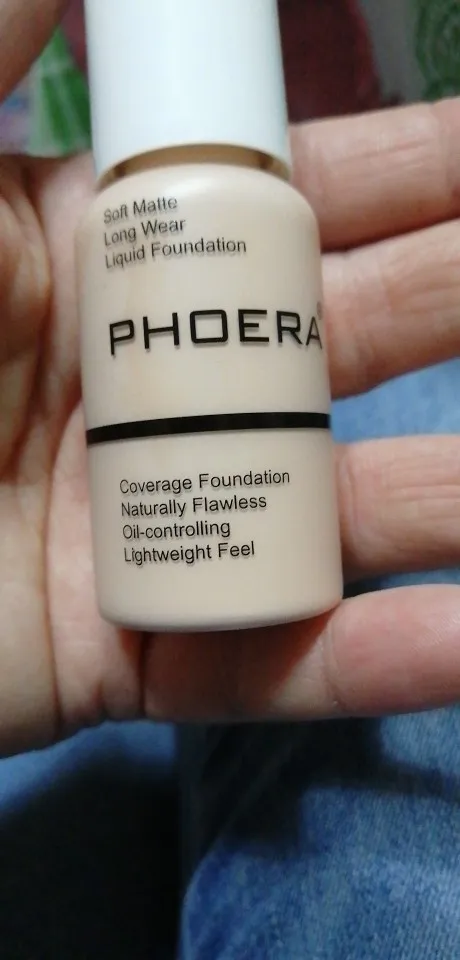 Soft Matte
Long Wear
Liquid Foundation
PHOERA®
Coverage Foundation
Naturally Flawless
Oil-controlling
Lightweight Feel